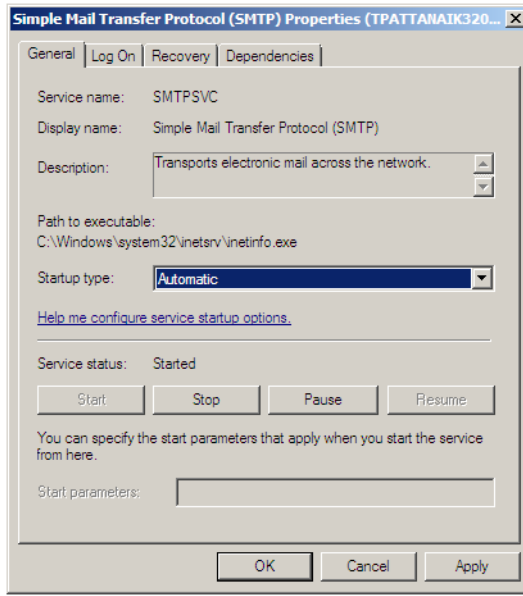 Simple Mail Transfer Protocol (SMTP) Properties (TPATTANAIK320...
General Log On Recovery Dependencies
Service name: SMTPSVC
Display name: Simple Mail Transfer Protocol (SMTP)
Description: Transports electronic mail across the network.
Path to executable:
C:\Windows\system32\inetsrv\inetinfo.exe
Startup type: Automatic
Help me configure service startup options.
Service status: Started
Start Stop Pause Resume
You can specify the start parameters that apply when you start the service
from here.
Start parameters:
OK Cancel Apply